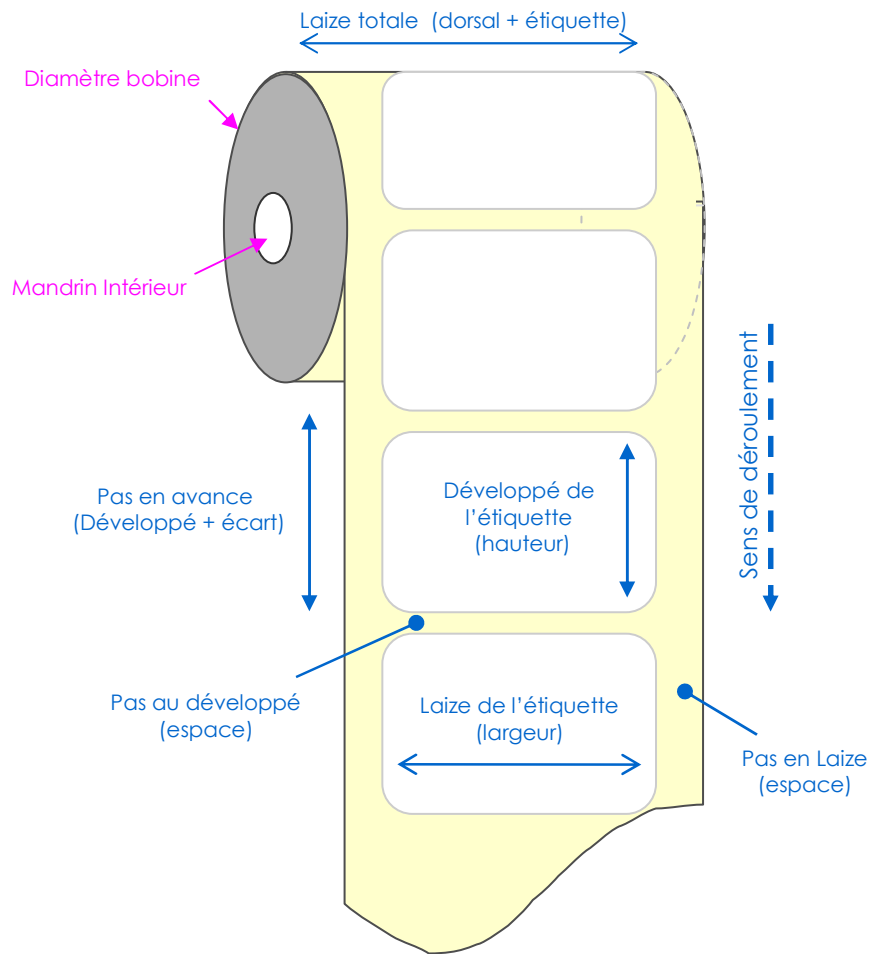 Laize totale  (dorsal + étiquette)
Diamètre bobine
Mandrin Intérieur
Sens de déroulement
Pas en avance
(Développé + écart)
Développé de
l’étiquette
(hauteur)
Pas au développé
(espace)
Laize de l’étiquette
(largeur)
Pas en Laize
(espace)